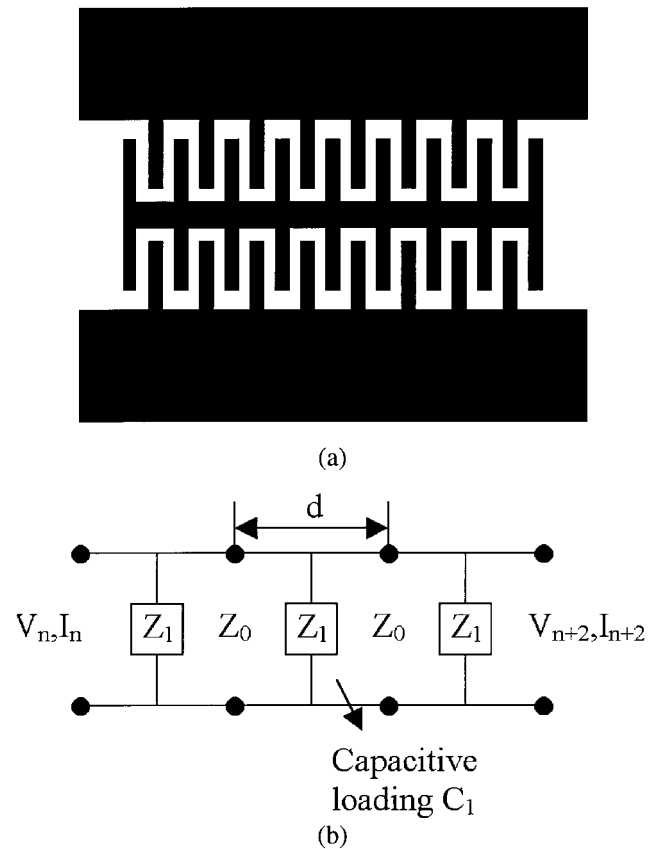 (a)
d
Vn,In Z1 Z0 Z1 Z0 Z1 Vn+2,In+2
Capacitive
loading C1
(b)